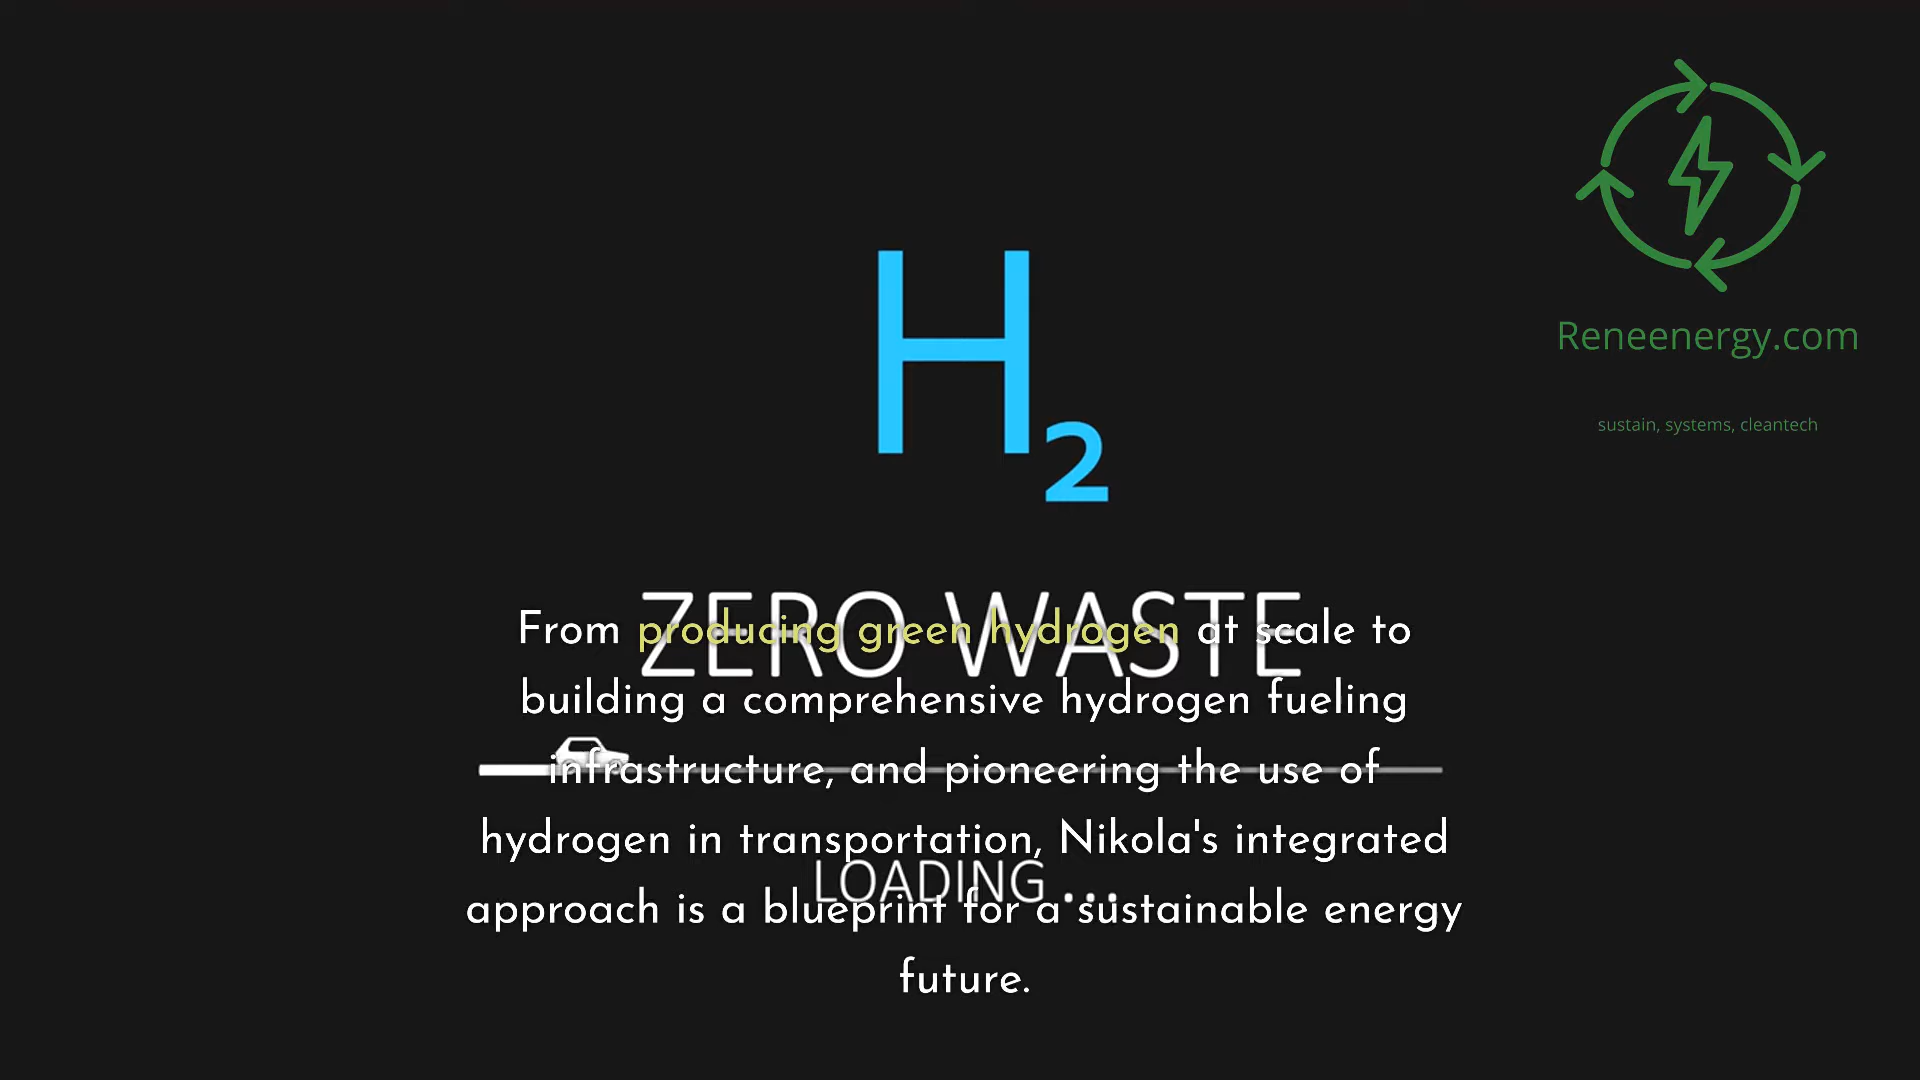 Reneenergy.com
sustain, systems, cleantech
H₂
ZERO WASTE
LOADING ...
From producing green hydrogen at scale to
building a comprehensive hydrogen fueling
infrastructure, and pioneering the use of
hydrogen in transportation, Nikola's integrated
approach is a blueprint for a sustainable energy
future.